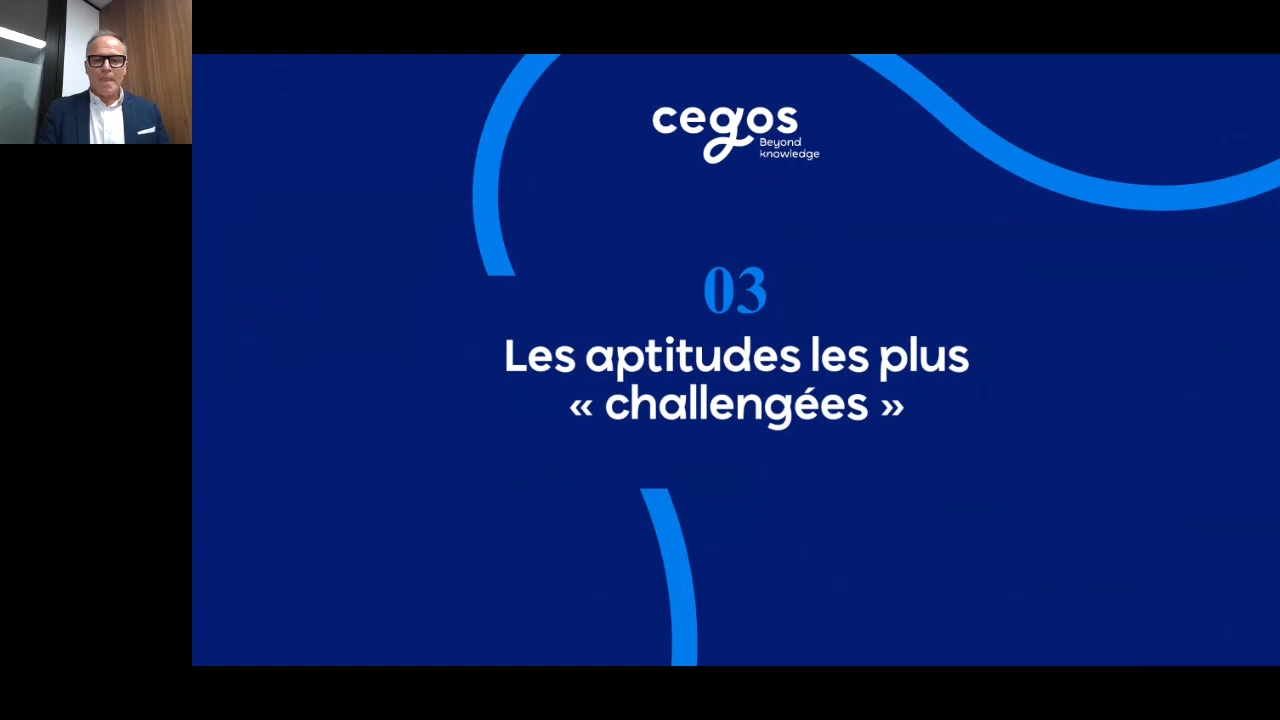 cegos
Beyond
knowledge
03
Les aptitudes les plus
« challengées »